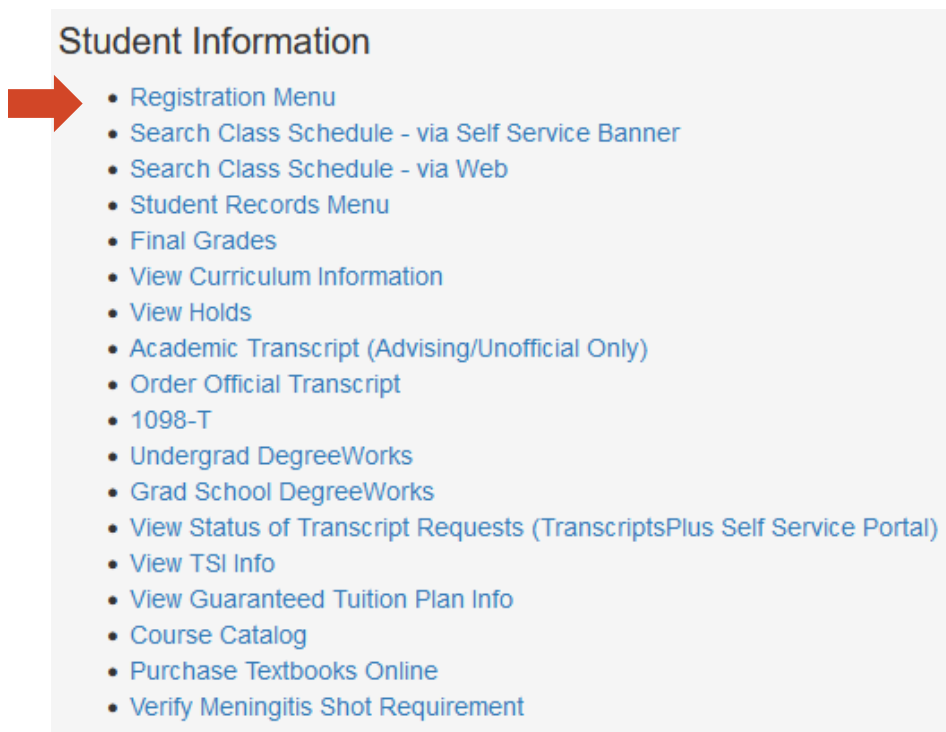 Student Information
Registration Menu
Search Class Schedule - via Self Service Banner
Search Class Schedule - via Web
Student Records Menu
Final Grades
View Curriculum Information
View Holds
Academic Transcript (Advising/Unofficial Only)
Order Official Transcript
1098-T
Undergrad DegreeWorks
Grad School DegreeWorks
View Status of Transcript Requests (TranscriptsPlus Self Service Portal)
View TSI Info
View Guaranteed Tuition Plan Info
Course Catalog
Purchase Textbooks Online
Verify Meningitis Shot Requirement